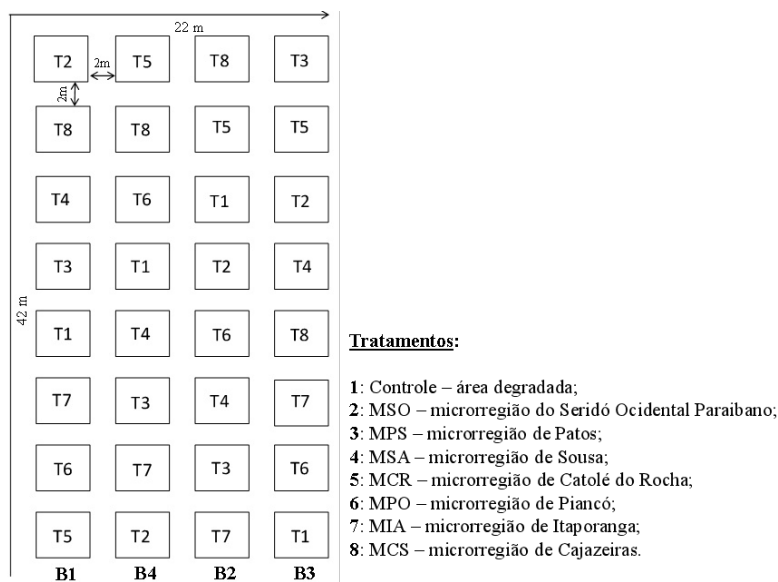 22 m
T2 2m T5 T8 T3
2m
T8 T8 T5 T5
T4 T6 T1 T2
T3 T1 T2 T4
42 m
T1 T4 T6 T8
T7 T3 T4 T7
T6 T7 T3 T6
T5 T2 T7 T1
B1 B4 B2 B3
Tratamentos:
1: Controle – área degradada;
2: MSO – microrregião do Seridó Ocidental Paraibano;
3: MPS – microrregião de Patos;
4: MSA – microrregião de Sousa;
5: MCR – microrregião de Catolé do Rocha;
6: MPO – microrregião de Piancó;
7: MIA – microrregião de Itaporanga;
8: MCS – microrregião de Cajazeiras.